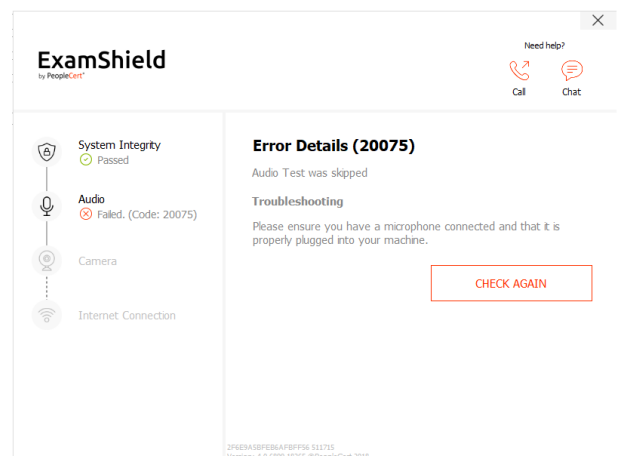 Need help?
ExamShield
by PeopleCert
Call
Chat
System Integrity
Passed
Audio
Failed. (Code: 20075)
Camera
Internet Connection
Error Details (20075)
Audio Test was skipped
Troubleshooting
Please ensure you have a microphone connected and that it is
properly plugged into your machine.
CHECK AGAIN